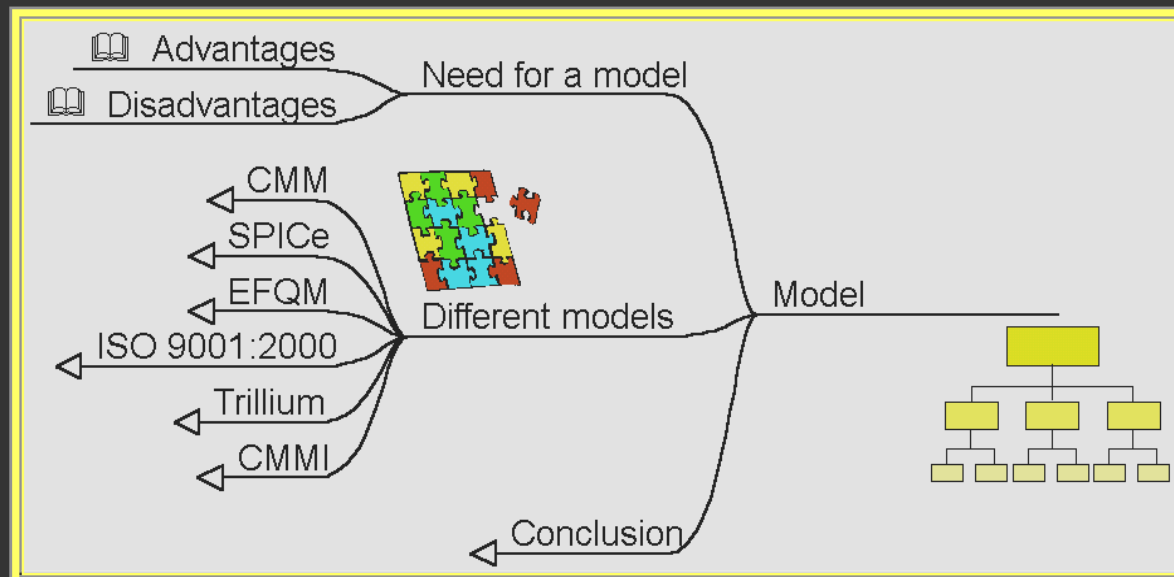 Advantages
Need for a model
Disadvantages
CMM
SPICe
EFQM
Different models
Model
ISO 9001:2000
Trillium
CMMI
Conclusion